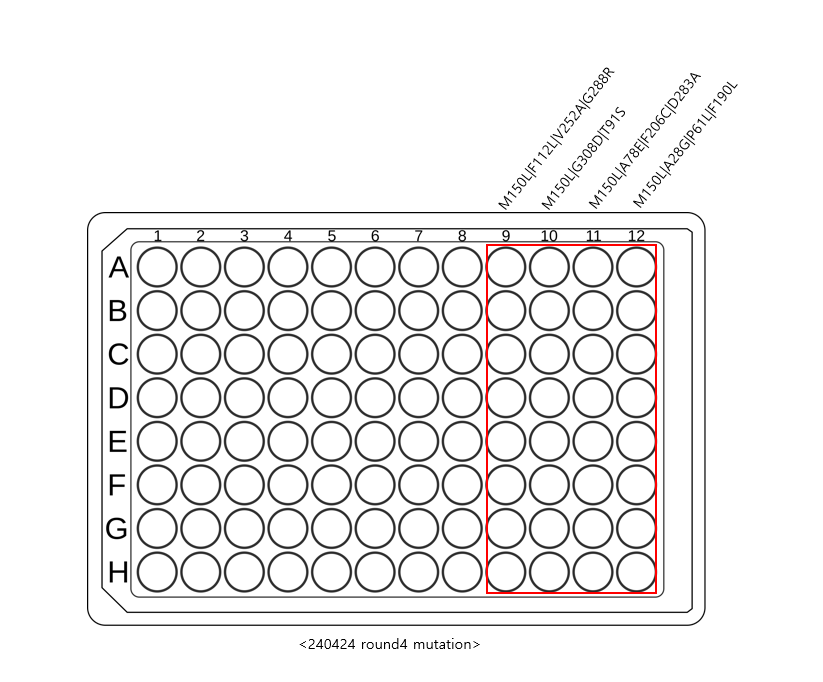 M150L|F112L|V252A|G288R
M150L|G308D|T91S
M150L|A78E|F206C|D283A
M150L|A28G|P61L|F190L
1 2 3 4 5 6 7 8 9 10 11 12
A
B
C
D
E
F
G
H
<240424 round4 mutation>